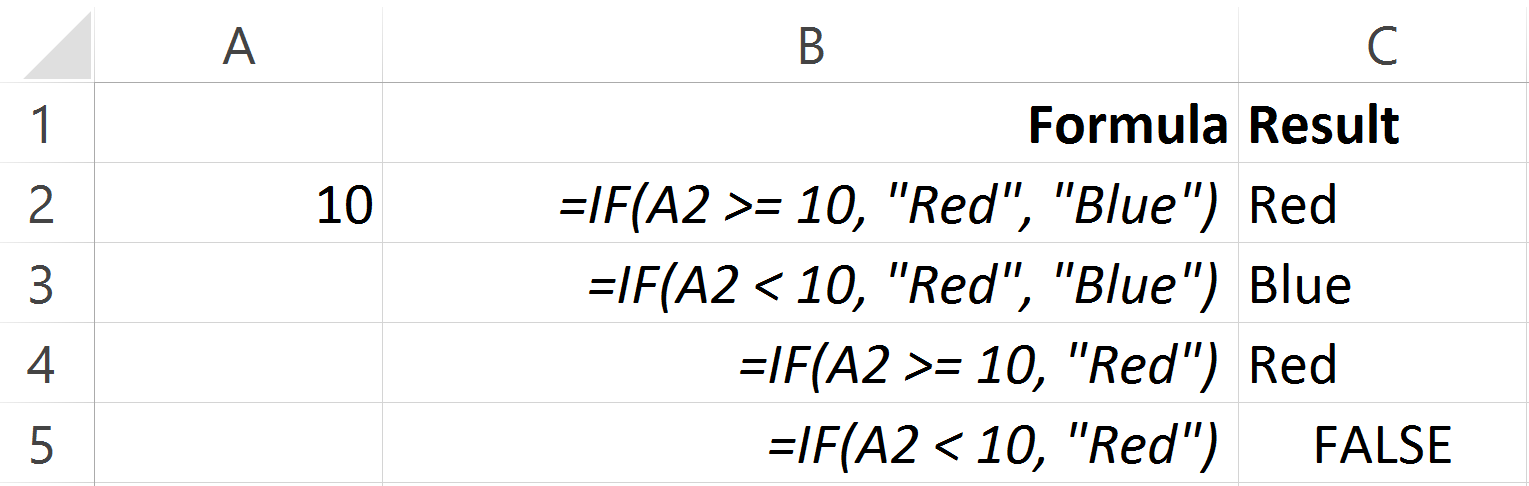 A B C
1 Formula Result
2 10 =IF(A2 >= 10, "Red", "Blue") Red
3 =IF(A2 < 10, "Red", "Blue") Blue
4 =IF(A2 >= 10, "Red") Red
5 =IF(A2 < 10, "Red") FALSE